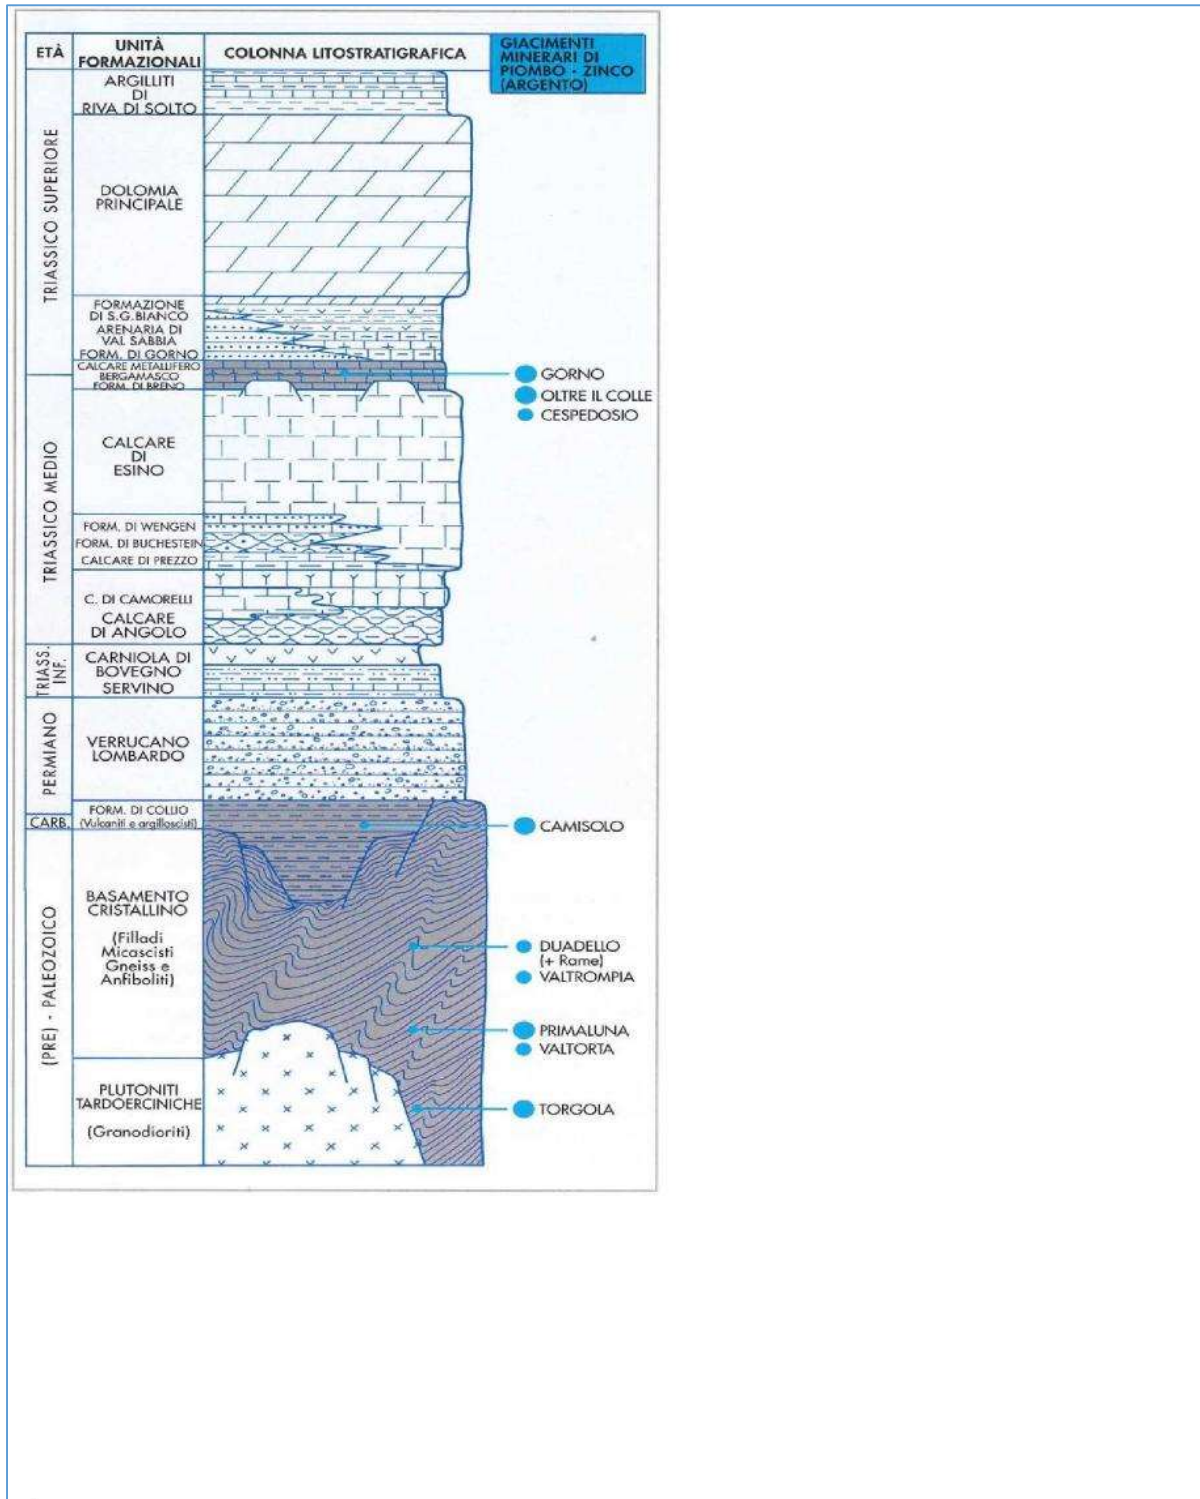 ETÀ
UNITÀ
FORMAZIONALI
COLONNA LITOSTRATIGRAFICA
GIACIMENTI
MINERARI DI
PIOMBO - ZINCO
(ARGENTO)
TRIASSICO SUPERIORE
ARGILLITI
DI
RIVA DI SOLTO
DOLOMIA
PRINCIPALE
FORMAZIONE
DI S.G.BIANCO
ARENARIA DI
VAL SABBIA
FORM. DI GORNO
CALCARE METALLIFERO
BERGAMASCO
FORM. DI BRENO
GORNO
OLTRE IL COLLE
CESPEDOSIO
TRIASSICO MEDIO
CALCARE
DI
ESINO
FORM. DI WENGEN
FORM. DI BUCHESTEIN
CALCARE DI PREZZO
C. DI CAMORELLI
CALCARE
DI ANGOLO
TRIASS.
INF.
CARNIOLA DI
BOVEGNO
SERVINO
PERMIANO
VERRUCANO
LOMBARDO
FORM. DI COLLIO
(Vulcaniti e argilloscisti)
CARB.
CAMISOLO
(PRE) - PALEOZOICO
BASAMENTO
CRISTALLINO
(Filladi
Micascisti
Gneiss e
Anfiboliti)
DUADELLO
(+ Rame)
VALTROMPIA
PRIMALUNA
VALTORTA
PLUTONITI
TARDOERCINICHE
(Granodioriti)
TORGOLA